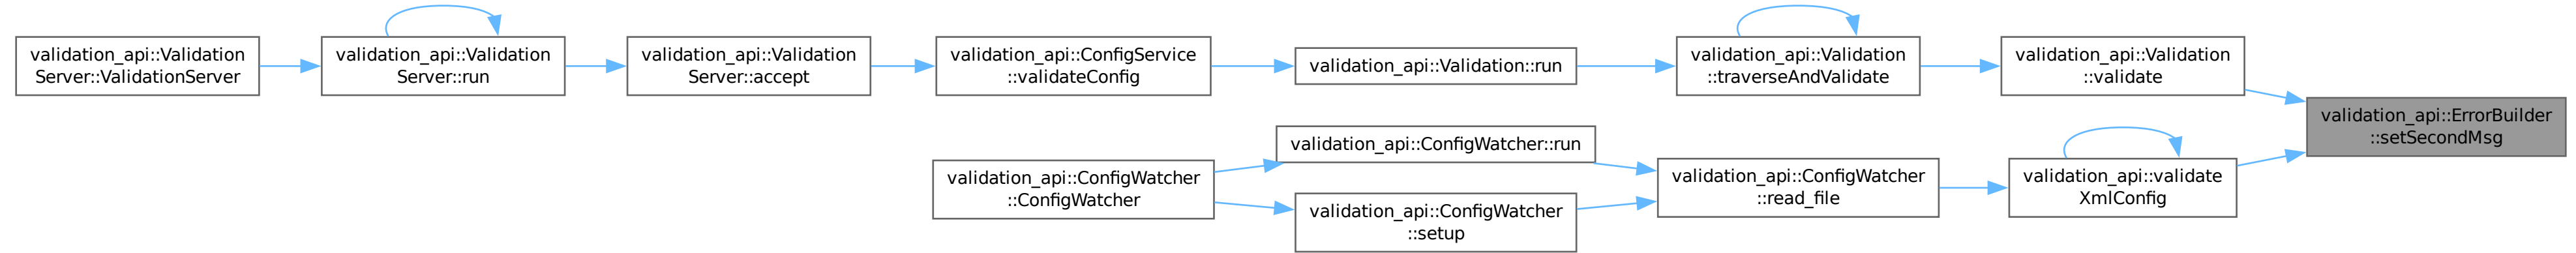 validation_api::Validation
Server::ValidationServer
validation_api::Validation
Server::run
validation_api::Validation
Server::accept
validation_api::ConfigService
::validateConfig
validation_api::Validation::run
validation_api::Validation
::traverseAndValidate
validation_api::Validation
::validate
validation_api::ErrorBuilder
::setSecondMsg
validation_api::ConfigWatcher
::ConfigWatcher
validation_api::ConfigWatcher::run
validation_api::ConfigWatcher
::setup
validation_api::ConfigWatcher
::read_file
validation_api::validate
XmlConfig